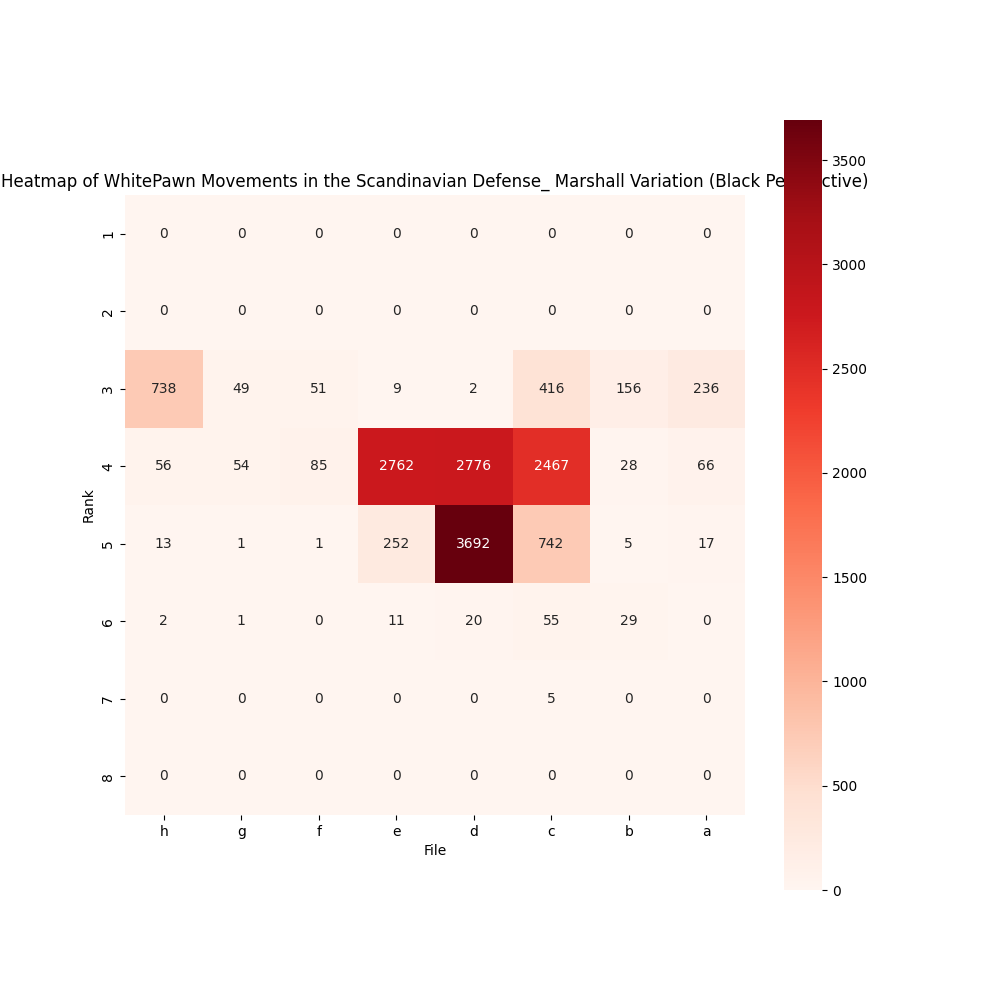 Heatmap of WhitePawn Movements in the Scandinavian Defense_ Marshall Variation (Black Pe ctive)
3500
3000
2500
2000
1500
1000
500
0
Rank
1 0 0 0 0 0 0 0 0
2 0 0 0 0 0 0 0 0
3 738 49 51 9 2 416 156 236
4 56 54 85 2762 2776 2467 28 66
5 13 1 1 252 3692 742 5 17
6 2 1 0 11 20 55 29 0
7 0 0 0 0 0 5 0 0
8 0 0 0 0 0 0 0 0
h g f e d c b a
File